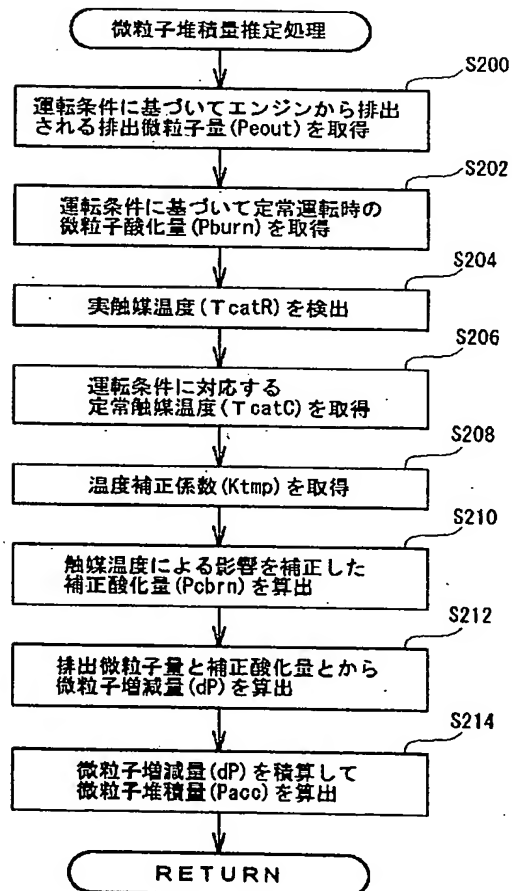 微粒子堆積量推定処理
S200
運転条件に基づいてエンジンから排出
される排出微粒子量(Peout)を取得
S202
運転条件に基づいて定常運転時の
微粒子酸化量(Pburn)を取得
S204
実触媒温度(TcatR)を検出
S206
運転条件に対応する
定常触媒温度(TcatC)を取得
S208
温度補正係数(Ktmp)を取得
S210
触媒温度による影響を補正した
補正酸化量(Pcbrn)を算出
S212
排出微粒子量と補正酸化量とから
微粒子増減量(dP)を算出
S214
微粒子増減量(dP)を積算して
微粒子堆積量(Pacc)を算出
RETURN